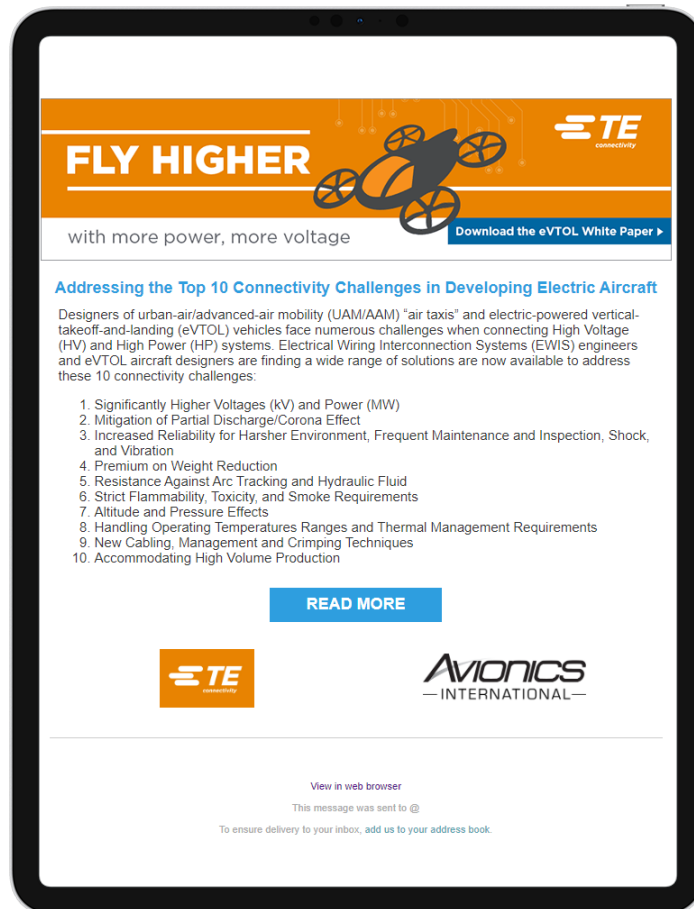 TE
connectivity
FLY HIGHER
with more power, more voltage
Download the eVTOL White Paper
Addressing the Top 10 Connectivity Challenges in Developing Electric Aircraft
Designers of urban-air/advanced-air mobility (UAM/AAM) “air taxis” and electric-powered vertical-
takeoff-and-landing (eVTOL) vehicles face numerous challenges when connecting High Voltage
(HV) and High Power (HP) systems. Electrical Wiring Interconnection Systems (EWIS) engineers
and eVTOL aircraft designers are finding a wide range of solutions are now available to address
these 10 connectivity challenges:
1. Significantly Higher Voltages (kV) and Power (MW)
2. Mitigation of Partial Discharge/Corona Effect
3. Increased Reliability for Harsher Environment, Frequent Maintenance and Inspection, Shock,
and Vibration
4. Premium on Weight Reduction
5. Resistance Against Arc Tracking and Hydraulic Fluid
6. Strict Flammability, Toxicity, and Smoke Requirements
7. Altitude and Pressure Effects
8. Handling Operating Temperatures Ranges and Thermal Management Requirements
9. New Cabling, Management and Crimping Techniques
10. Accommodating High Volume Production
READ MORE
TE
connectivity
AVIONICS
INTERNATIONAL
View in web browser
This message was sent to @
To ensure delivery to your inbox, add us to your address book.